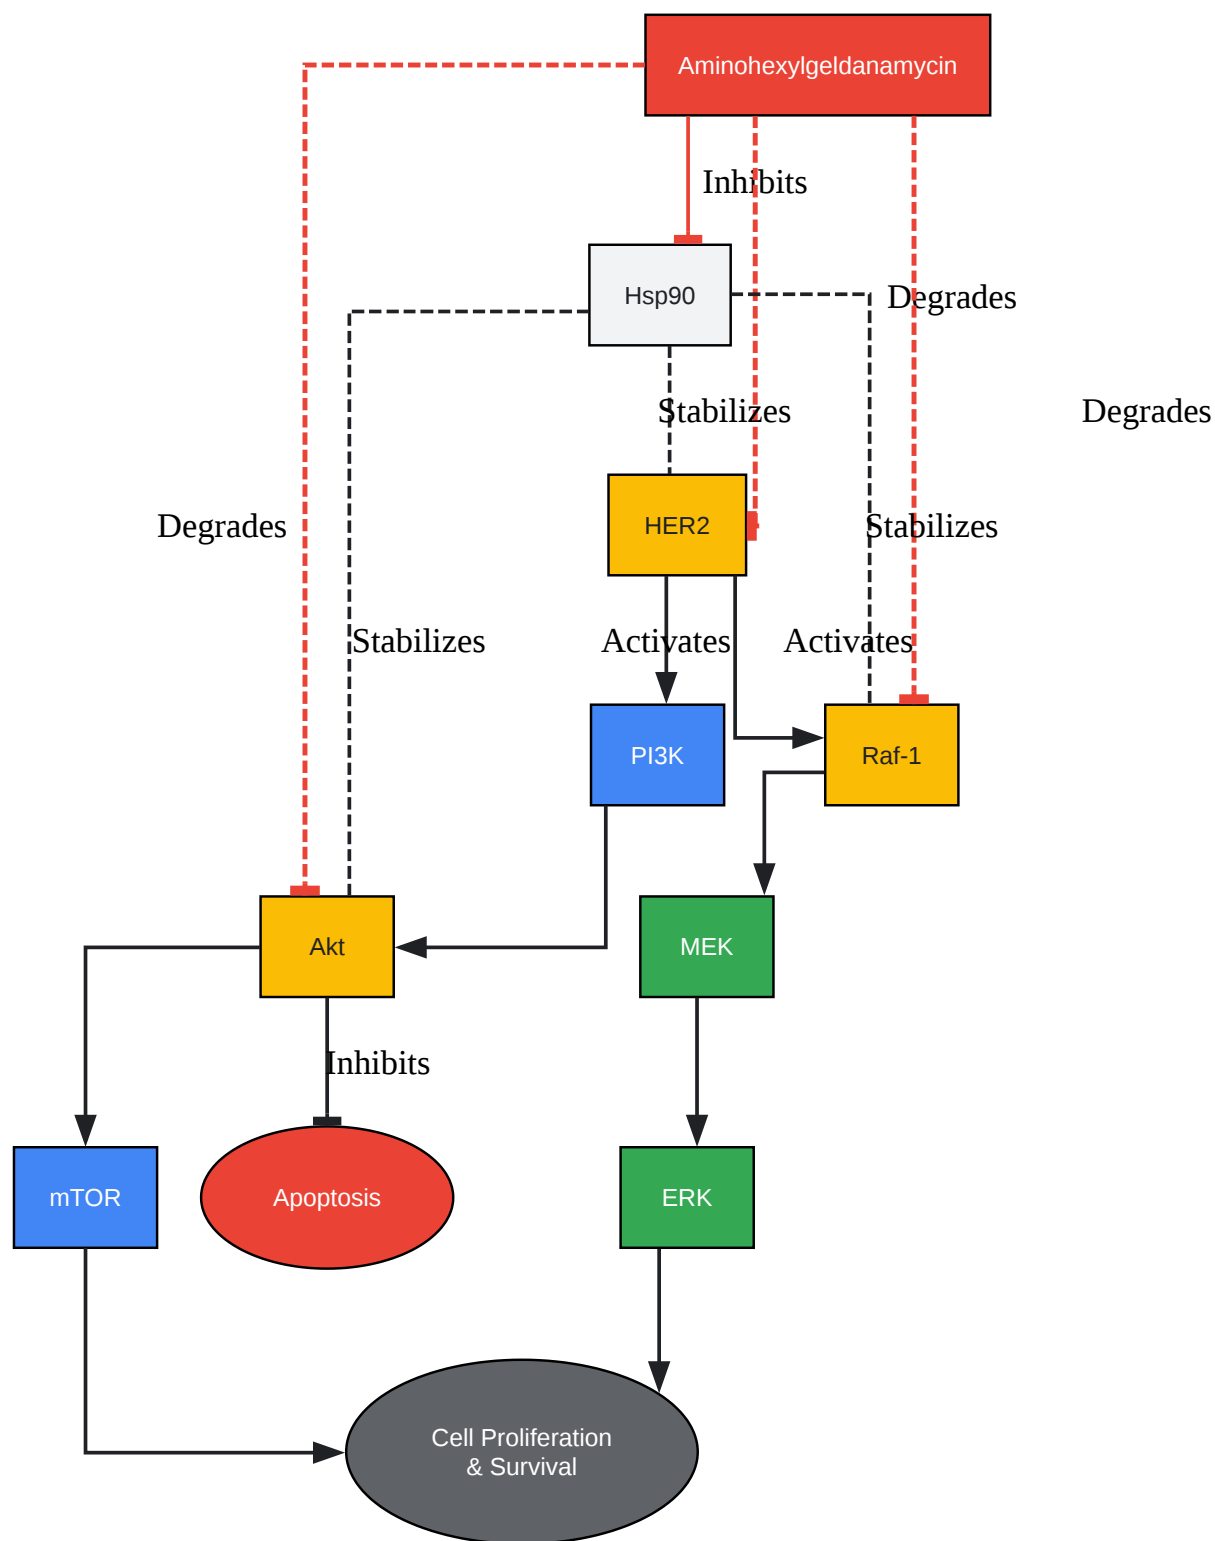 Aminohexylgeldanamycin
Inhibits
Hsp90
Degrades
Stabilizes
Degrades
Degrades
HER2
Stabilizes
Stabilizes
Activates
Activates
PI3K
Raf-1
Akt
MEK
Inhibits
mTOR
Apoptosis
ERK
Cell Proliferation
& Survival